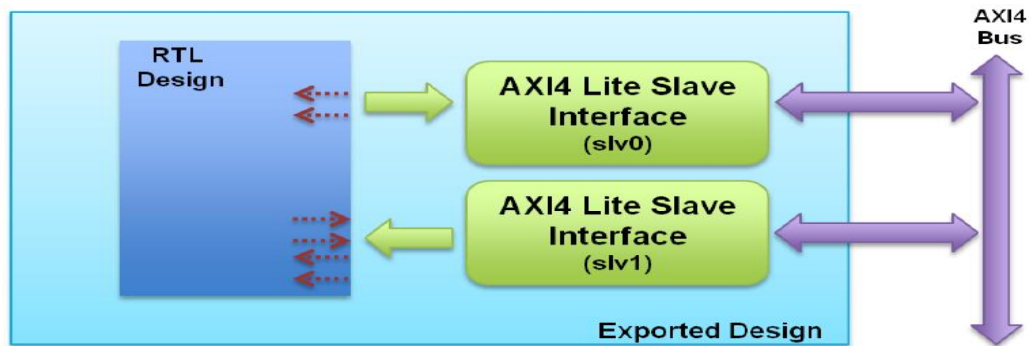 AXI4
Bus
RTL
Design
AXI4 Lite Slave
Interface
(slv0)
AXI4 Lite Slave
Interface
(slv1)
Exported Design